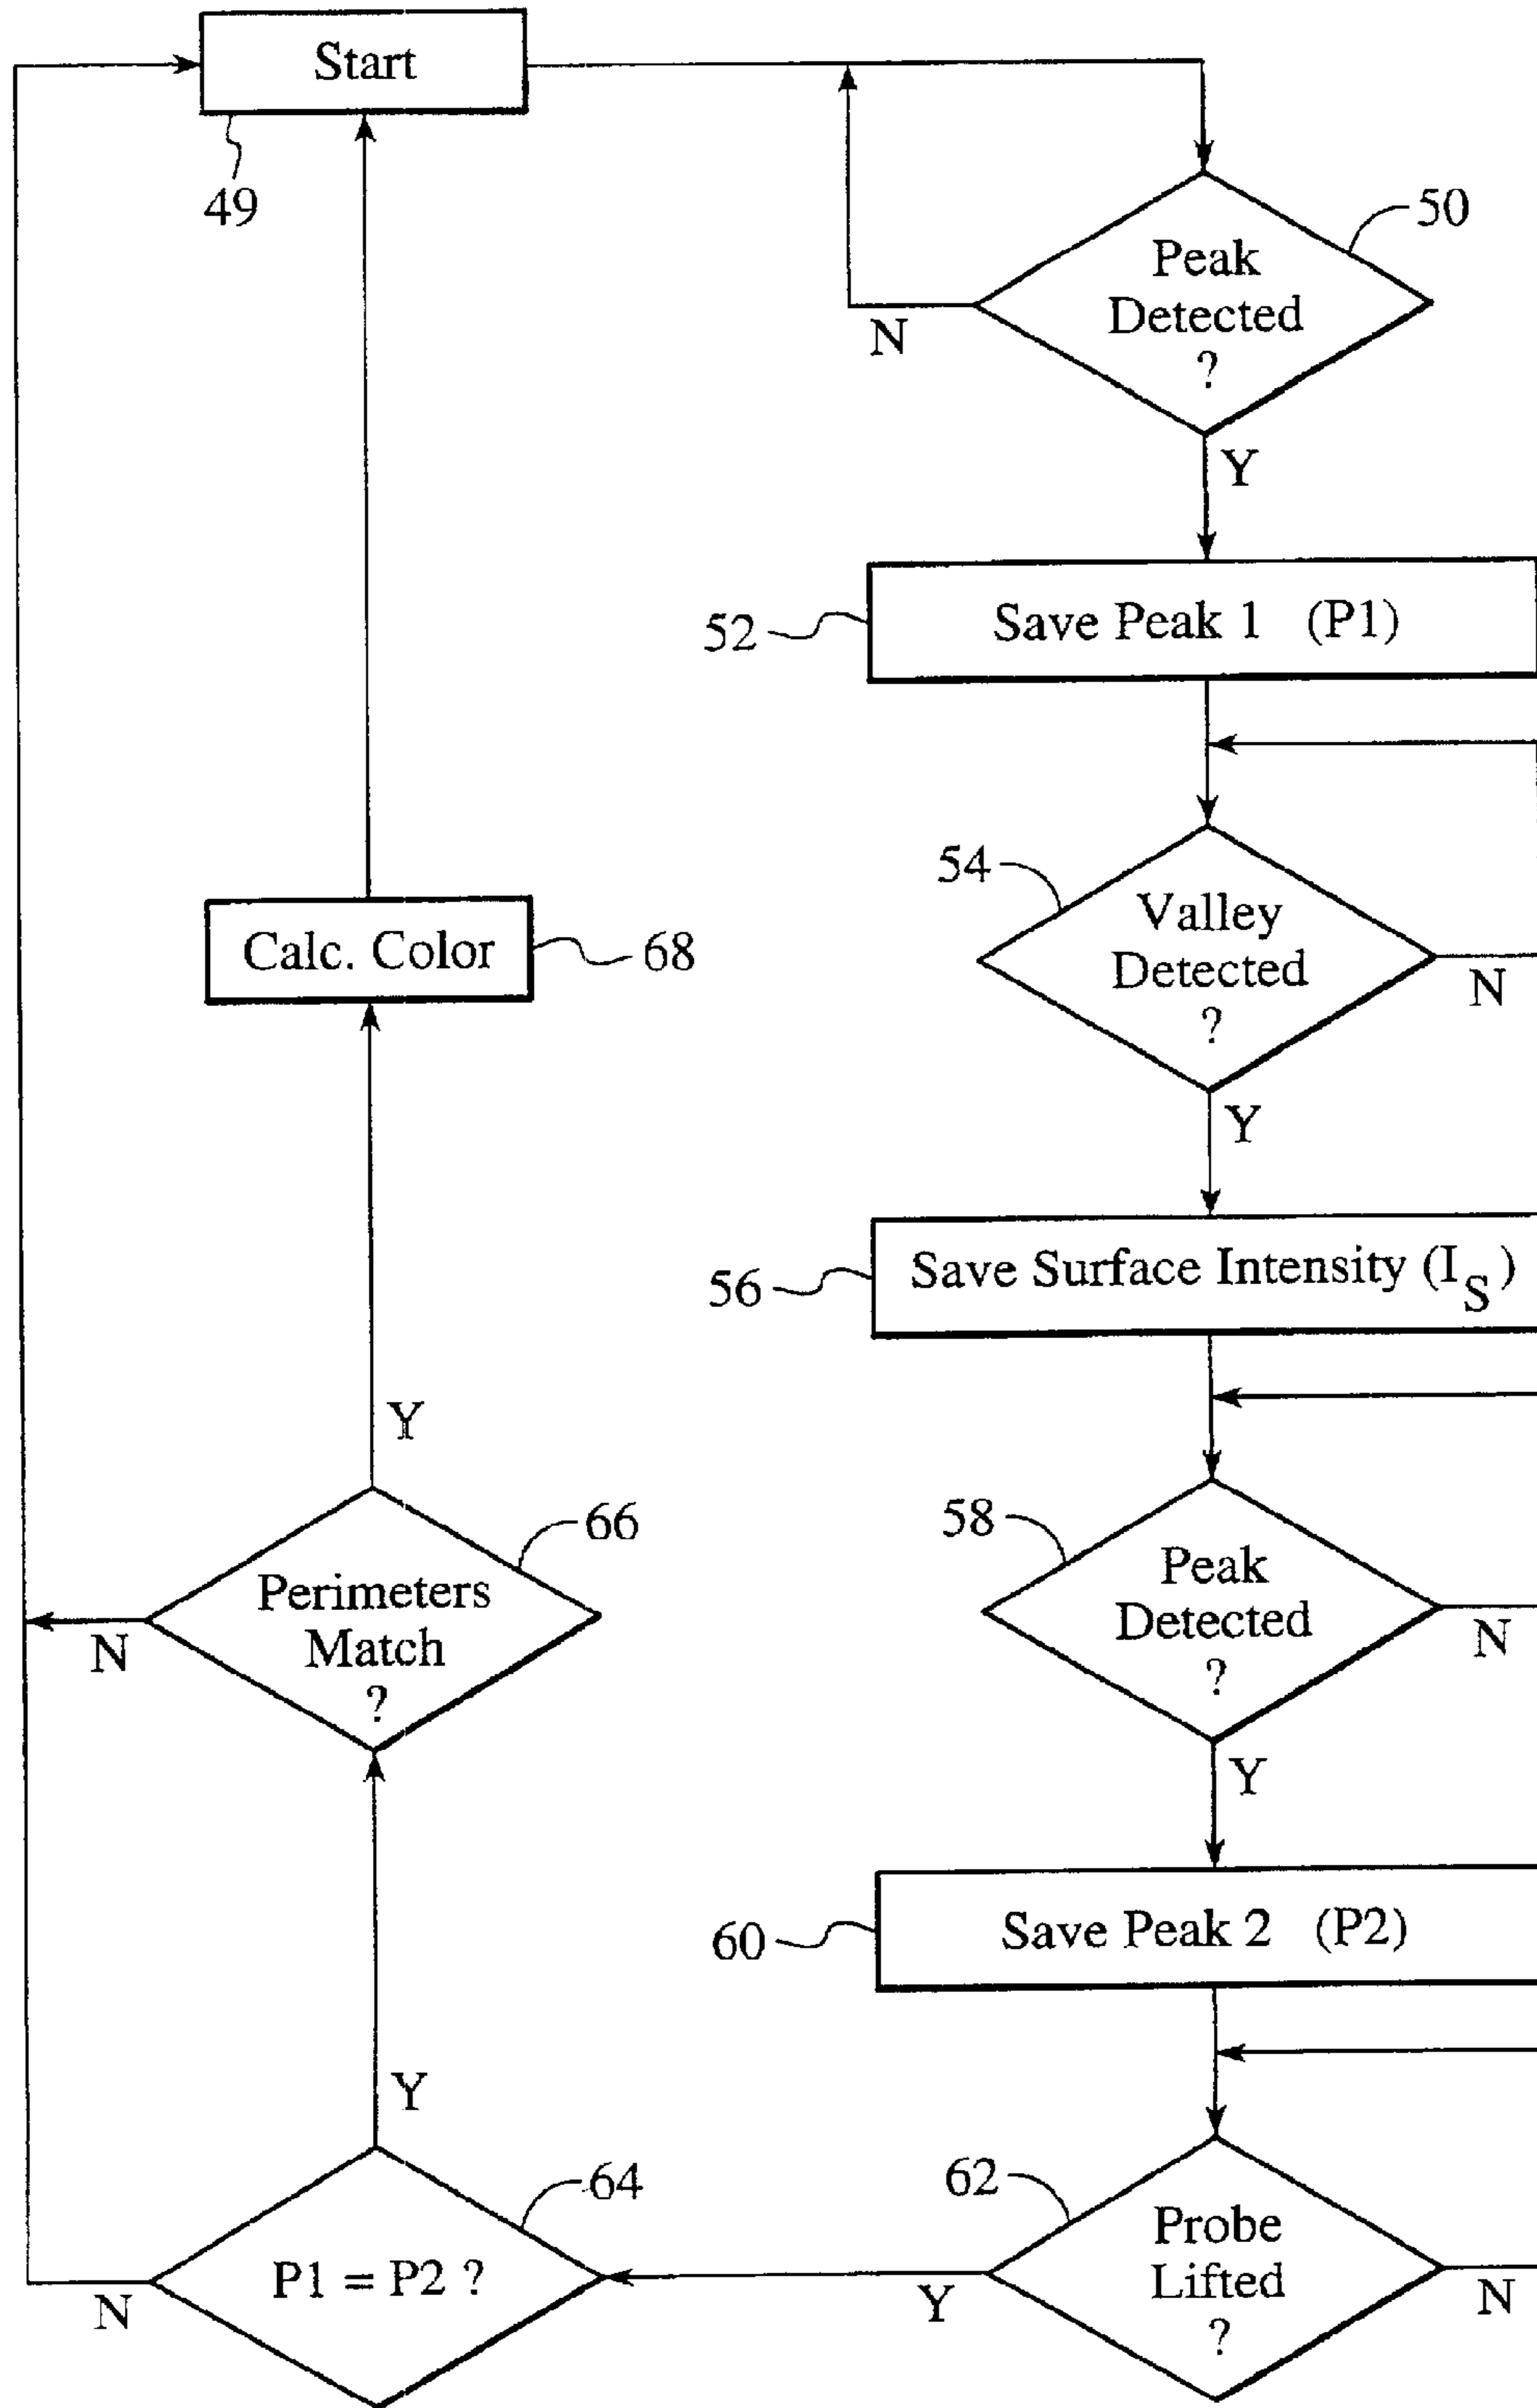 Start
49
Peak
Detected
?
50
N
Y
Save Peak 1 (P1)
52
Valley
Detected
?
54
N
Y
Save Surface Intensity (I_S)
56
Peak
Detected
?
58
N
Y
Save Peak 2 (P2)
60
Probe
Lifted
?
62
N
Y
P1 = P2 ?
64
N
Y
Perimeters
Match
?
66
N
Y
Calc. Color
68